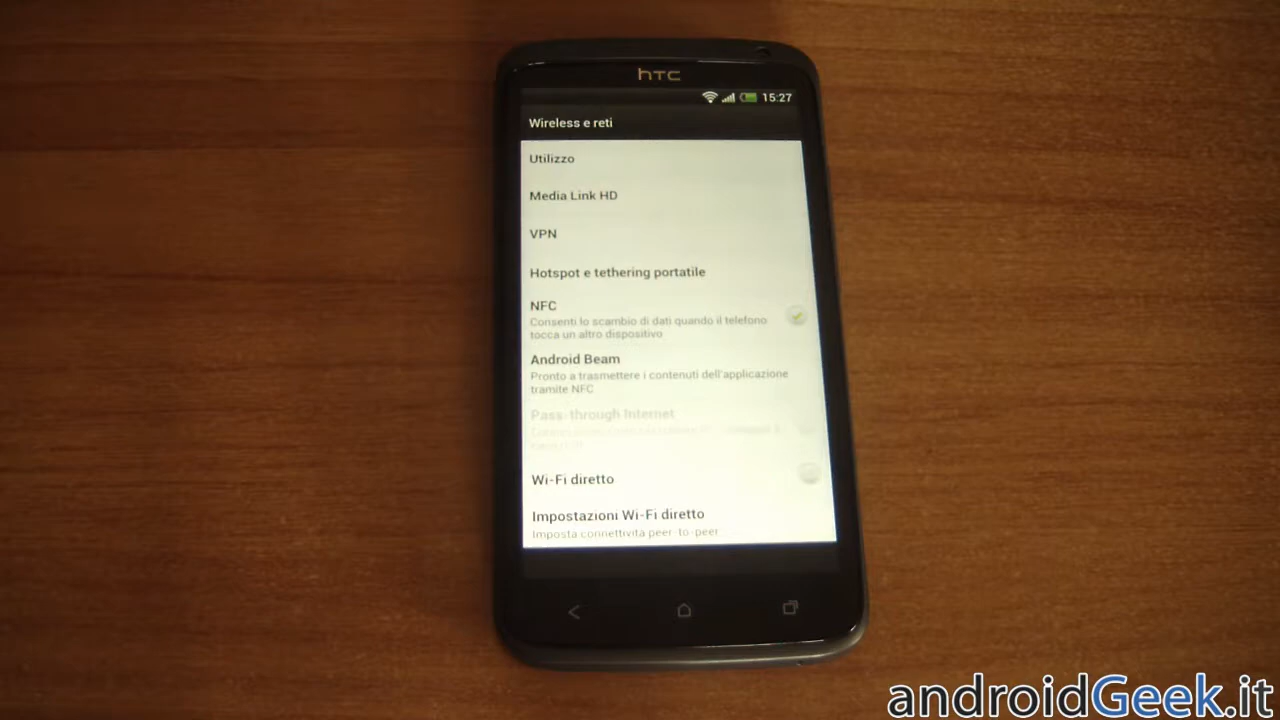 hTC
15:27
Wireless e reti
Utilizzo
Media Link HD
VPN
Hotspot e tethering portatile
NFC
Consenti lo scambio di dati quando il telefono
tocca un altro dispositivo
Android Beam
Pronto a trasmettere i contenuti dell'applicazione
tramite NFC
Pass-through Internet
Wi-Fi diretto
Impostazioni Wi-Fi diretto
Imposta connettività peer-to-peer
androidGeek.it